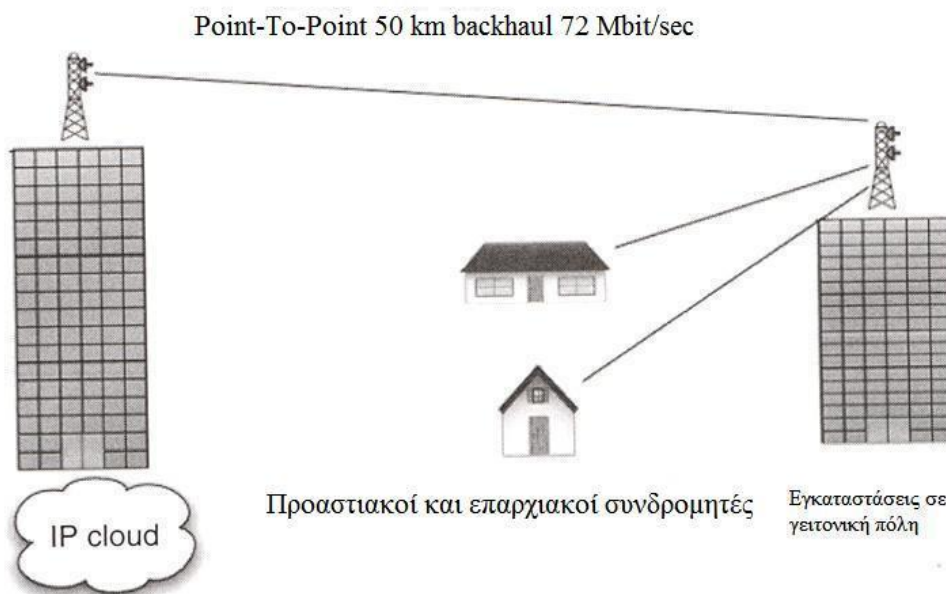 Point-To-Point 50 km backhaul 72 Mbit/sec
Προαστιακοί και επαρχιακοί συνδρομητές
Εγκαταστάσεις σε
γειτονική πόλη
IP cloud